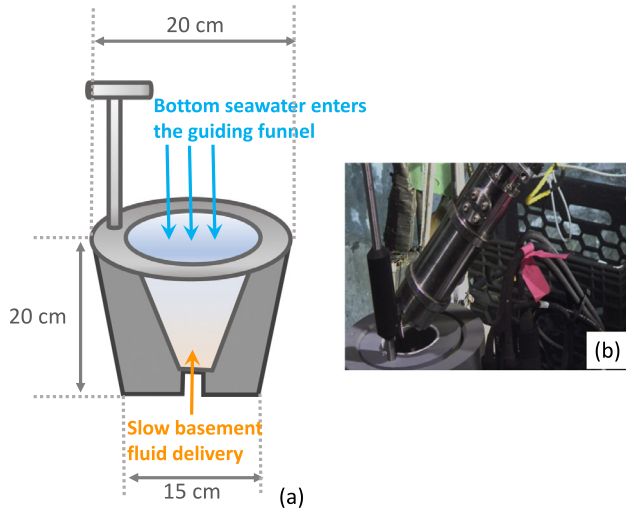 20 cm
Bottom seawater enters
the guiding funnel
20 cm
(b)
Slow basement
fluid delivery
15 cm
(a)